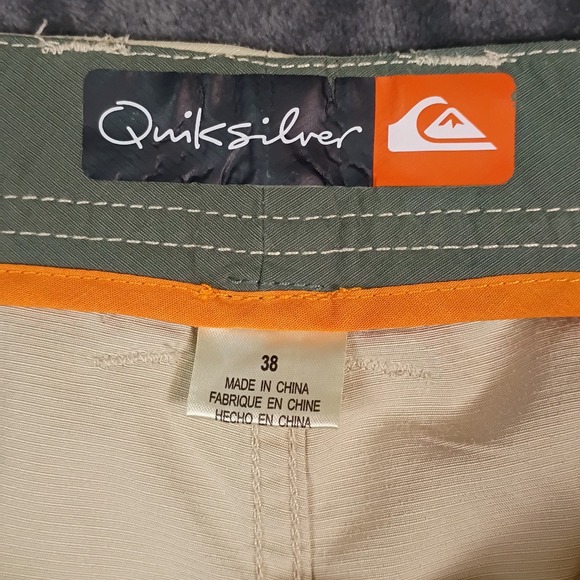 Quiksilver
38
MADE IN CHINA
FABRIQUE EN CHINE
HECHO EN CHINA